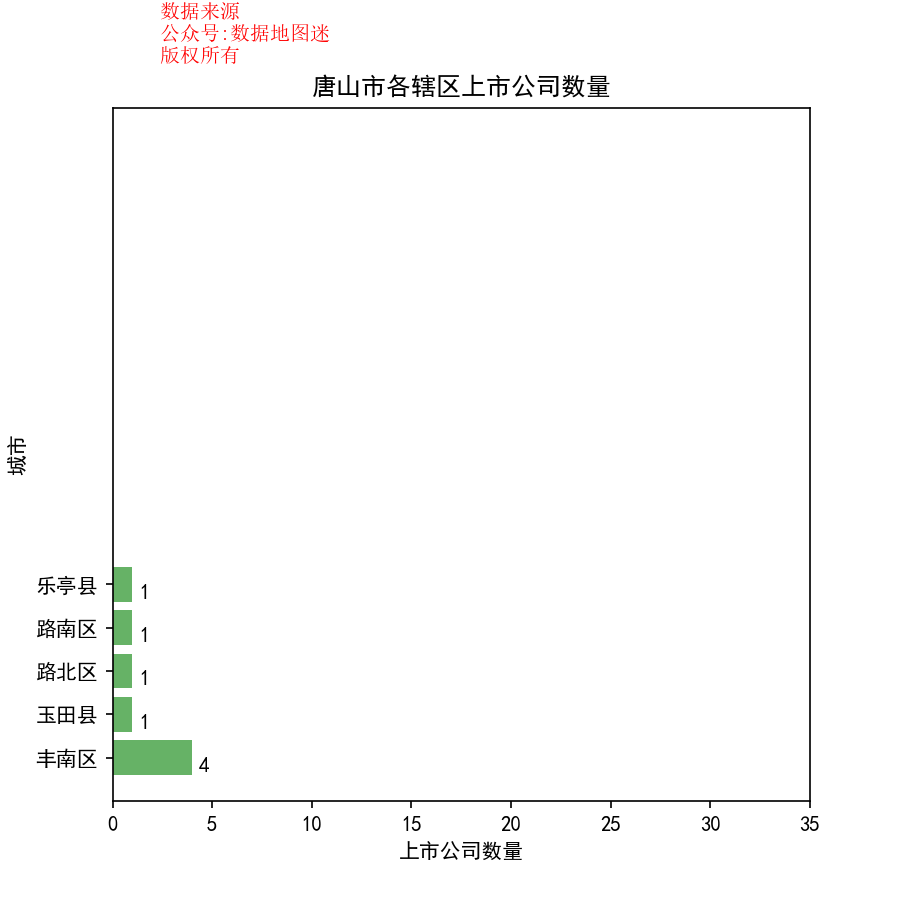 数据来源
公众号:数据地图迷
版权所有
唐山市各辖区上市公司数量
城市
乐亭县 1
路南区 1
路北区 1
玉田县 1
丰南区 4
0 5 10 15 20 25 30 35
上市公司数量